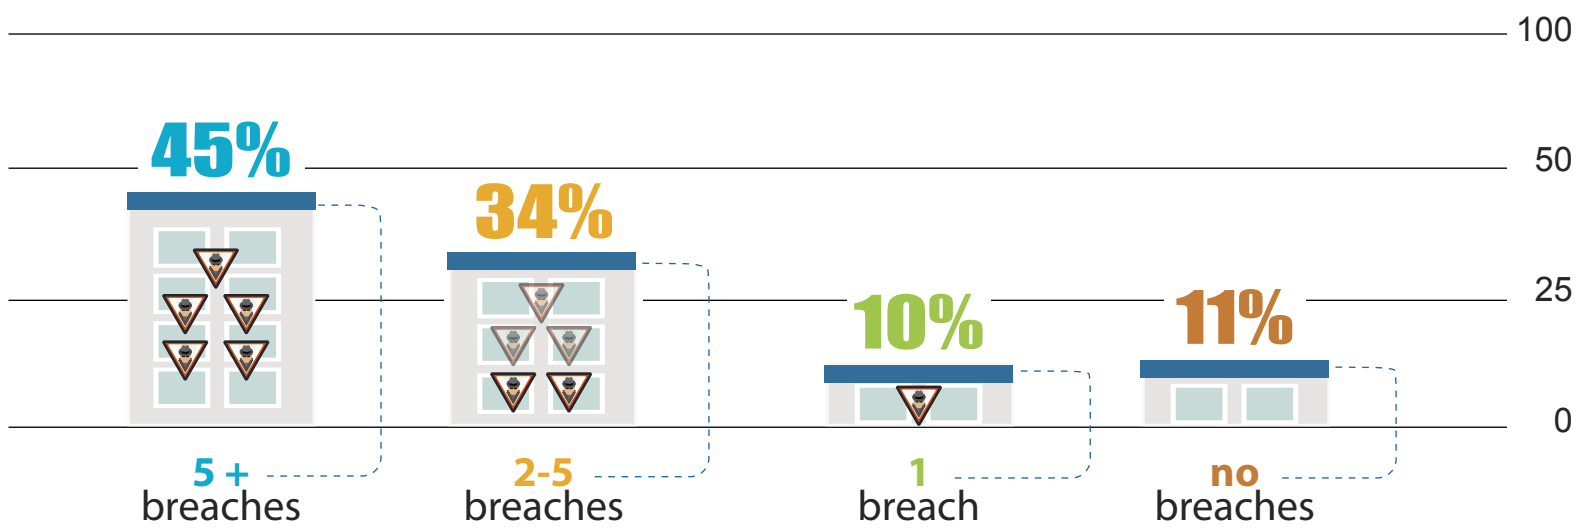 100
45%
50
34%
25
10%
11%
0
5 +
breaches
2-5
breaches
1
breach
no
breaches